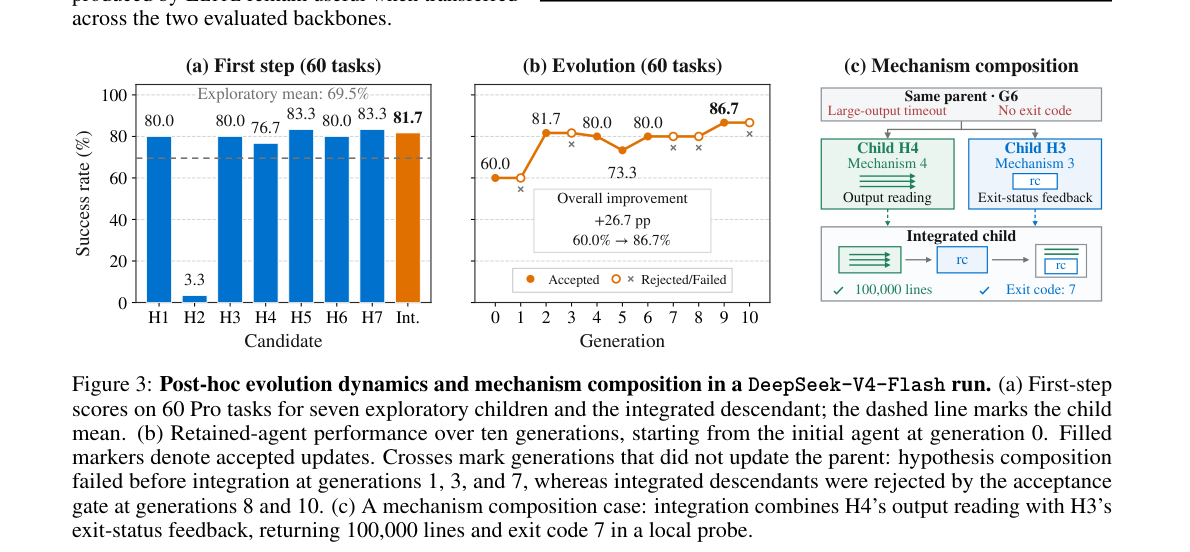 across the two evaluated backbones.
(a) First step (60 tasks)
Success rate (%)
100
80
60
40
20
0
Exploratory mean: 69.5%
80.0
3.3
80.0
76.7
83.3
80.0
83.3
81.7
H1 H2 H3 H4 H5 H6 H7 Int.
Candidate
(b) Evolution (60 tasks)
60.0
81.7
80.0
73.3
80.0
86.7
Overall improvement
+26.7 pp
60.0% → 86.7%
Accepted Rejected/Failed
0 1 2 3 4 5 6 7 8 9 10
Generation
(c) Mechanism composition
Same parent · G6
Large-output timeout No exit code
Child H4
Mechanism 4
Output reading
Child H3
Mechanism 3
rc
Exit-status feedback
Integrated child
rc
rc
✓ 100,000 lines ✓ Exit code: 7
Figure 3: Post-hoc evolution dynamics and mechanism composition in a DeepSeek-V4-Flash run. (a) First-step
scores on 60 Pro tasks for seven exploratory children and the integrated descendant; the dashed line marks the child
mean. (b) Retained-agent performance over ten generations, starting from the initial agent at generation 0. Filled
markers denote accepted updates. Crosses mark generations that did not update the parent: hypothesis composition
failed before integration at generations 1, 3, and 7, whereas integrated descendants were rejected by the acceptance
gate at generations 8 and 10. (c) A mechanism composition case: integration combines H4's output reading with H3's
exit-status feedback, returning 100,000 lines and exit code 7 in a local probe.